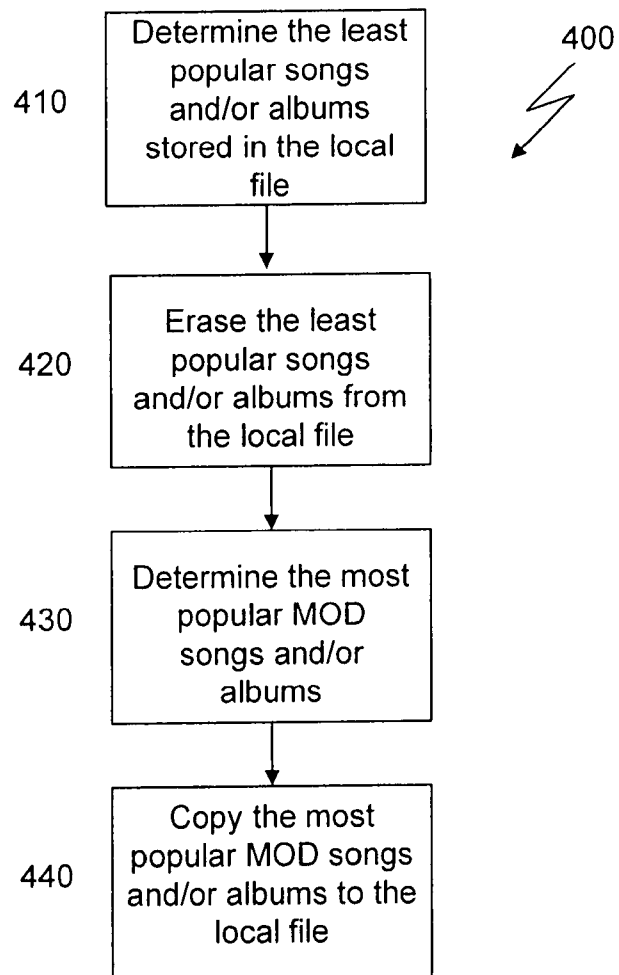 Determine the least
popular songs
and/or albums
stored in the local
file
400
410
Erase the least
popular songs
and/or albums from
the local file
420
Determine the most
popular MOD
songs and/or
albums
430
Copy the most
popular MOD songs
and/or albums to the
local file
440